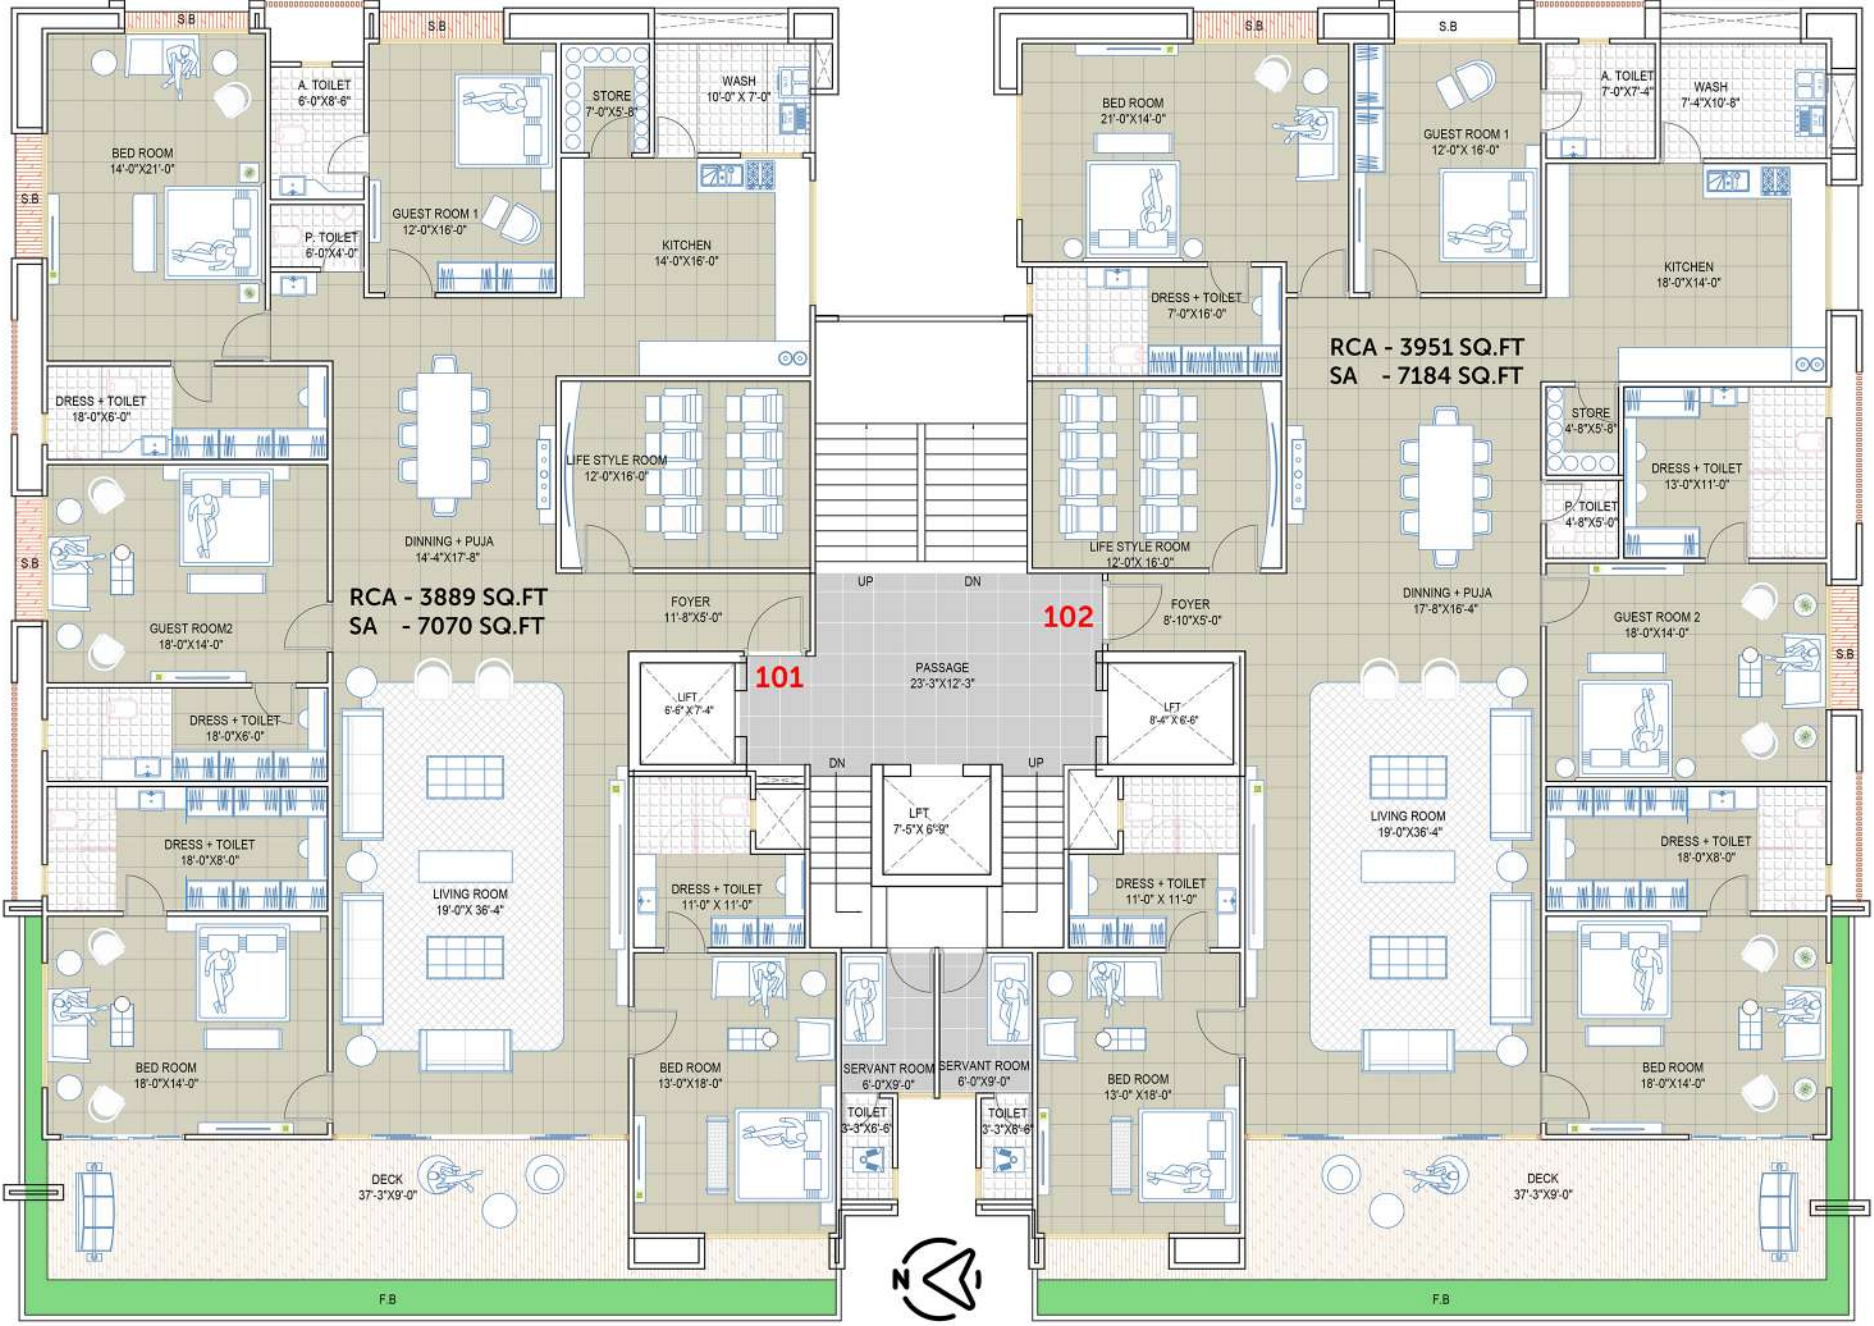 S.B
S.B
S.B
S.B
BED ROOM
14'-0"X21'-0"
A. TOILET
6'-0"X8'-6"
P. TOILET
6'-0"X4'-0"
GUEST ROOM 1
12'-0"X16'-0"
STORE
7'-0"X5'-8"
WASH
10'-0" X 7'-0"
KITCHEN
14'-0"X16'-0"
S.B
DRESS + TOILET
18'-0"X6'-0"
LIFE STYLE ROOM
12'-0"X16'-0"
DINNING + PUJA
14'-4"X17'-8"
RCA - 3889 SQ.FT
SA - 7070 SQ.FT
S.B
GUEST ROOM2
18'-0"X14'-0"
FOYER
11'-8"X5'-0"
101
LIFT
6'-6" X 7'-4"
DRESS + TOILET
18'-0"X6'-0"
DRESS + TOILET
18'-0"X8'-0"
LIVING ROOM
19'-0"X 36'-4"
DRESS + TOILET
11'-0" X 11'-0"
BED ROOM
18'-0"X14'-0"
BED ROOM
13'-0"X18'-0"
SERVANT ROOM
6'-0"X9'-0"
TOILET
3'-3"X6'-6"
DECK
37'-3"X9'-0"
F.B
UP
DN
PASSAGE
23'-3"X12'-3"
DN
UP
LFT
7'-5"X 6'-9"
N
BED ROOM
21'-0"X14'-0"
GUEST ROOM 1
12'-0"X 16'-0"
A. TOILET
7'-0"X7'-4"
WASH
7'-4"X10'-8"
DRESS + TOILET
7'-0"X16'-0"
KITCHEN
18'-0"X14'-0"
RCA - 3951 SQ.FT
SA - 7184 SQ.FT
STORE
4'-8"X5'-8"
DRESS + TOILET
13'-0"X11'-0"
P. TOILET
4'-8"X5'-0"
LIFE STYLE ROOM
12'-0"X 16'-0"
DINNING + PUJA
17'-8"X16'-4"
102
FOYER
8'-10"X5'-0"
GUEST ROOM 2
18'-0"X14'-0"
S.B
LFT
8'-4" X 6'-6"
LIVING ROOM
19'-0"X36'-4"
DRESS + TOILET
18'-0"X8'-0"
DRESS + TOILET
11'-0" X 11'-0"
SERVANT ROOM
6'-0"X9'-0"
TOILET
3'-3"X6'-6"
BED ROOM
13'-0" X18'-0"
BED ROOM
18'-0"X14'-0"
DECK
37'-3"X9'-0"
F.B